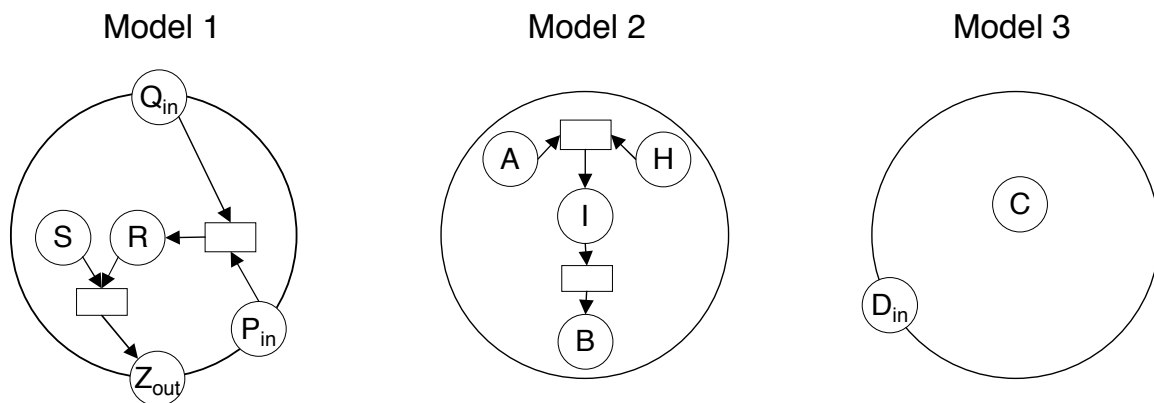 Model 1
Model 2
Model 3
Q_in
S
R
P_in
Z_out
A
H
I
B
C
D_in